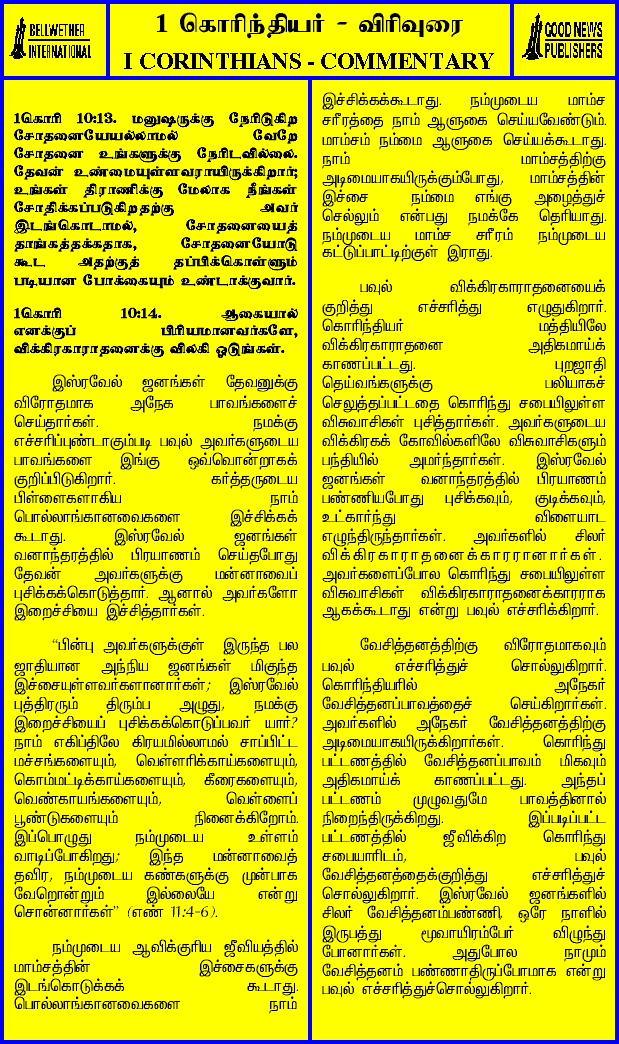 BELLWETHER
INTERNATIONAL
1 கொரிந்தியர் - விரிவுரை
I CORINTHIANS - COMMENTARY
GOOD NEWS
PUBLISHERS
1கொரி 10:13. மனுஷருக்கு நேரிடுகிற
சோதனையேயல்லாமல் வேறே
சோதனை உங்களுக்கு நேரிடவில்லை.
தேவன் உண்மையுள்ளவராயிருக்கிறார்;
உங்கள் திராணிக்கு மேலாக நீங்கள்
சோதிக்கப்படுகிறதற்கு அவர்
இடங்கொடாமல், சோதனையைத்
தாங்கத்தக்கதாக, சோதனையோடு
கூட அதற்குத் தப்பிக்கொள்ளும்
படியான போக்கையும் உண்டாக்குவார்.
1கொரி 10:14. ஆகையால்
எனக்குப் பிரியமானவர்களே,
விக்கிரகாராதனைக்கு விலகி ஓடுங்கள்.
இஸ்ரவேல் ஜனங்கள் தேவனுக்கு
விரோதமாக அநேக பாவங்களைச்
செய்தார்கள். நமக்கு
எச்சரிப்புண்டாகும்படி பவுல் அவர்களுடைய
பாவங்களை இங்கு ஒவ்வொன்றாகக்
குறிப்பிடுகிறார். கர்த்தருடைய
பிள்ளைகளாகிய நாம்
பொல்லாங்கானவைகளை இச்சிக்கக்
கூடாது. இஸ்ரவேல் ஜனங்கள்
வனாந்தரத்தில் பிரயாணம் செய்தபோது
தேவன் அவர்களுக்கு மன்னாவைப்
புசிக்கக்கொடுத்தார். ஆனால் அவர்களோ
இறைச்சியை இச்சித்தார்கள்.
“பின்பு அவர்களுக்குள் இருந்த பல
ஜாதியான அந்நிய ஜனங்கள் மிகுந்த
இச்சையுள்ளவர்களானார்கள்; இஸ்ரவேல்
புத்திரரும் திரும்ப அழுது, நமக்கு
இறைச்சியைப் புசிக்கக்கொடுப்பவர் யார்?
நாம் எகிப்திலே கிரயமில்லாமல் சாப்பிட்ட
மச்சங்களையும், வெள்ளரிக்காய்களையும்,
கொம்மட்டிக்காய்களையும், கீரைகளையும்,
வெண்காயங்களையும், வெள்ளைப்
பூண்டுகளையும் நினைக்கிறோம்.
இப்பொழுது நம்முடைய உள்ளம்
வாடிப்போகிறது; இந்த மன்னாவைத்
தவிர, நம்முடைய கண்களுக்கு முன்பாக
வேறொன்றும் இல்லையே என்று
சொன்னார்கள்” (எண் 11:4-6).
நம்முடைய ஆவிக்குரிய ஜீவியத்தில்
மாம்சத்தின் இச்சைகளுக்கு
இடங்கொடுக்கக் கூடாது.
பொல்லாங்கானவைகளை நாம்
இச்சிக்கக்கூடாது. நம்முடைய மாம்ச
சரீரத்தை நாம் ஆளுகை செய்யவேண்டும்.
மாம்சம் நம்மை ஆளுகை செய்யக்கூடாது.
நாம் மாம்சத்திற்கு
அடிமையாகயிருக்கும்போது, மாம்சத்தின்
இச்சை நம்மை எங்கு அழைத்துச்
செல்லும் என்பது நமக்கே தெரியாது.
நம்முடைய மாம்ச சரீரம் நம்முடைய
கட்டுப்பாட்டிற்குள் இராது.
பவுல் விக்கிரகாராதனையைக்
குறித்து எச்சரித்து எழுதுகிறார்.
கொரிந்தியர் மத்தியிலே
விக்கிரகாராதனை அதிகமாய்க்
காணப்பட்டது. புறஜாதி
தெய்வங்களுக்கு பலியாகச்
செலுத்தப்பட்டதை கொரிந்து சபையிலுள்ள
விசுவாசிகள் புசித்தார்கள். அவர்களுடைய
விக்கிரகக் கோவில்களிலே விசுவாசிகளும்
பந்தியில் அமர்ந்தார்கள். இஸ்ரவேல்
ஜனங்கள் வனாந்தரத்தில் பிரயாணம்
பண்ணியபோது புசிக்கவும், குடிக்கவும்,
உட்கார்ந்து விளையாட
எழுந்திருந்தார்கள். அவர்களில் சிலர்
விக்கிரகாராதனைக்காரரானார்கள்.
அவர்களைப்போல கொரிந்து சபையிலுள்ள
விசுவாசிகள் விக்கிரகாராதனைக்காரராக
ஆகக்கூடாது என்று பவுல் எச்சரிக்கிறார்.
வேசித்தனத்திற்கு விரோதமாகவும்
பவுல் எச்சரித்துச் சொல்லுகிறார்.
கொரிந்தியரில் அநேகர்
வேசித்தனப்பாவத்தைச் செய்கிறார்கள்.
அவர்களில் அநேகர் வேசித்தனத்திற்கு
அடிமையாகயிருக்கிறார்கள். கொரிந்து
பட்டணத்தில் வேசித்தனப்பாவம் மிகவும்
அதிகமாய்க் காணப்பட்டது. அந்தப்
பட்டணம் முழுவதுமே பாவத்தினால்
நிறைந்திருக்கிறது. இப்படிப்பட்ட
பட்டணத்தில் ஜீவிக்கிற கொரிந்து
சபையாரிடம், பவுல்
வேசித்தனத்தைக்குறித்து எச்சரித்துச்
சொல்லுகிறார். இஸ்ரவேல் ஜனங்களில்
சிலர் வேசித்தனம்பண்ணி, ஒரே நாளில்
இருபத்து மூவாயிரம்பேர் விழுந்து
போனார்கள். அதுபோல நாமும்
வேசித்தனம் பண்ணாதிருப்போமாக என்று
பவுல் எச்சரித்துச்சொல்லுகிறார்.